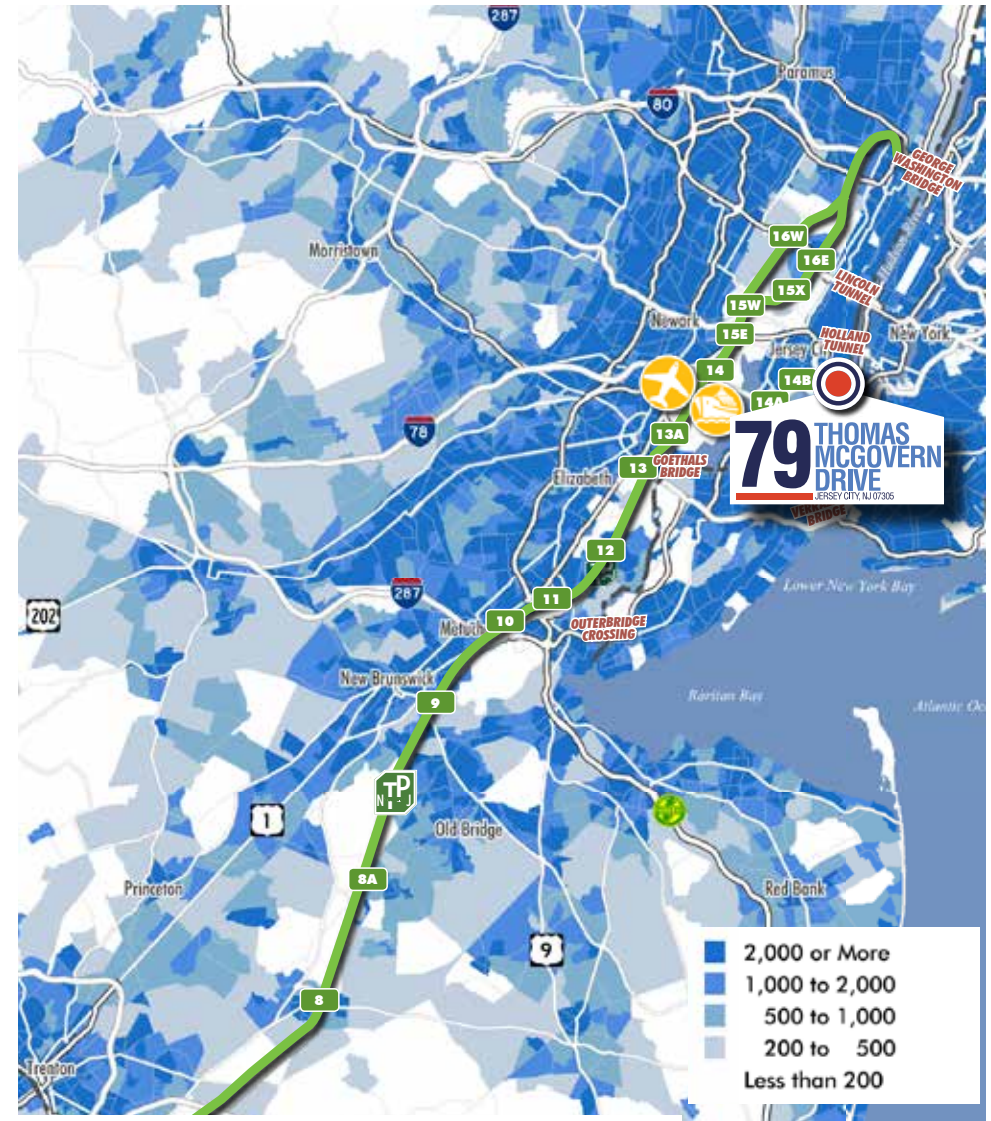 287
Paramus
80
GEORGE
WASHINGTON
BRIDGE
16W
Morristown
16E
LINCOLN
TUNNEL
15X
15W
Newark
15E
HOLLAND
TUNNEL
New York
Jersey
14
14B
14A
78
13A
79
THOMAS
MCGOVERN
DRIVE
JERSEY CITY, NJ 07305
13
GOETHALS
BRIDGE
Elizabeth
BRIDGE
12
Lower New York Bay
287
11
202
10
OUTERBRIDGE
CROSSING
New Brunswick
Raritan Bay
9
Atlantic
N TP J
1
Old Bridge
8A
Princeton
Red Bank
9
8
Trenton
2,000 or More
1,000 to 2,000
500 to 1,000
200 to 500
Less than 200